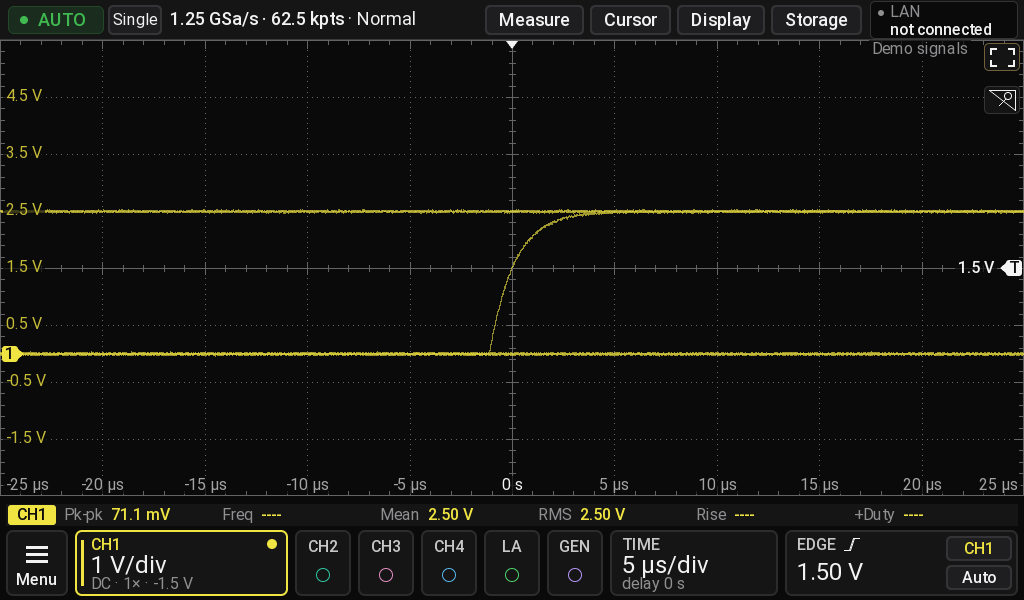 ● AUTO Single 1.25 GSa/s · 62.5 kpts · Normal Measure Cursor Display Storage ● LAN
not connected
Demo signals
4.5 V
3.5 V
2.5 V
1.5 V 1.5 V T
0.5 V
1
-0.5 V
-1.5 V
-25 µs -20 µs -15 µs -10 µs -5 µs 0 s 5 µs 10 µs 15 µs 20 µs 25 µs
CH1 Pk-pk 71.1 mV Freq ---- Mean 2.50 V RMS 2.50 V Rise ---- +Duty ----
Menu
CH1
1 V/div
DC · 1× · -1.5 V
CH2 CH3 CH4 LA GEN
TIME
5 µs/div
delay 0 s
EDGE CH1
1.50 V Auto